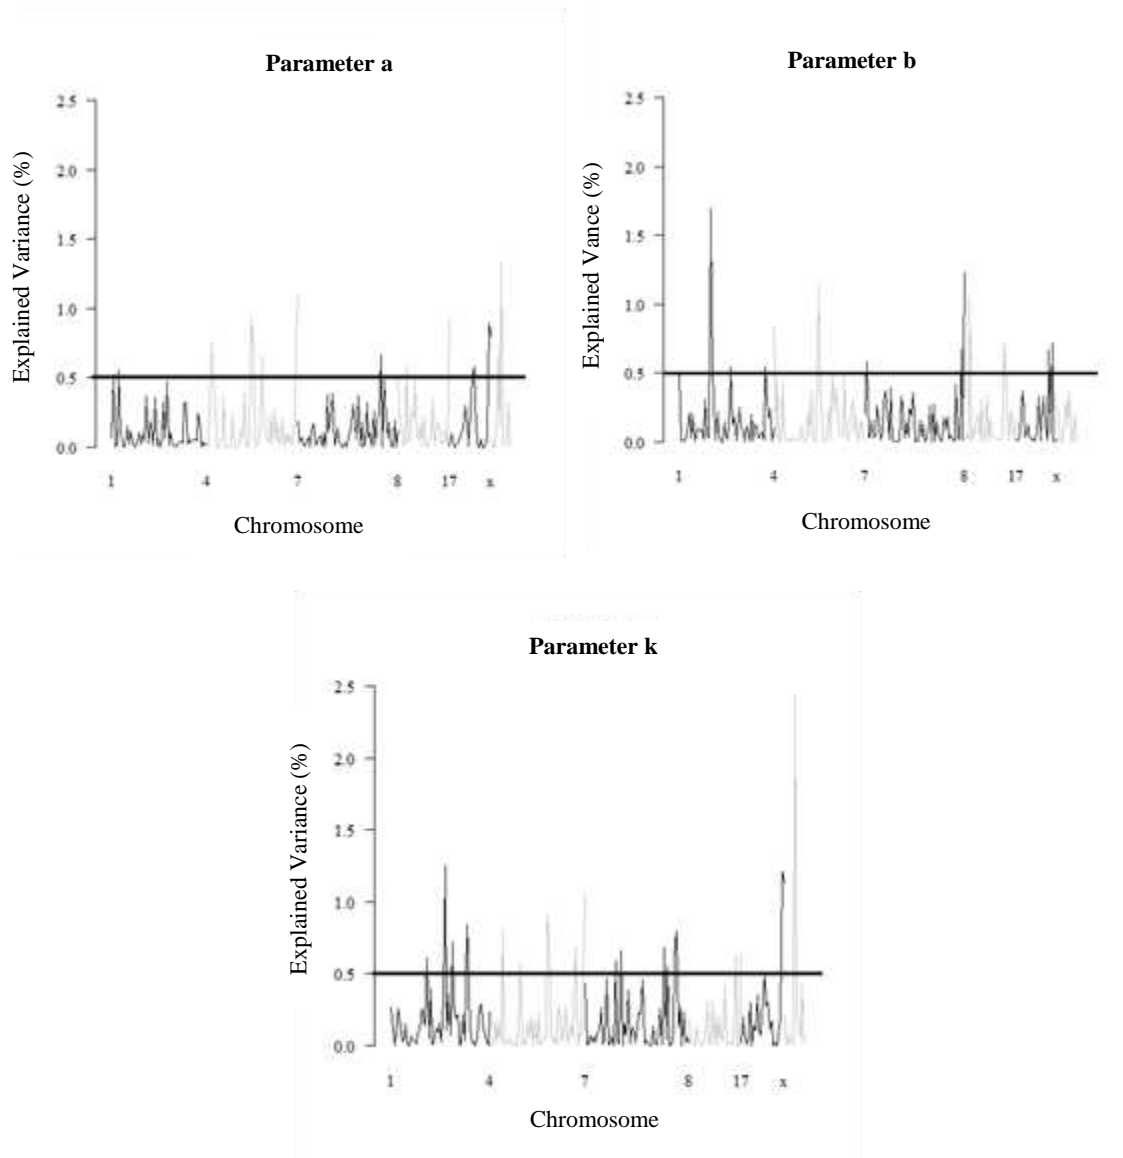 Parameter a
Explained Variance (%)
2.5
2.0
1.5
1.0
0.5
0.0
1 4 7 8 17 x
Chromosome
Parameter b
Explained Vance (%)
2.5
2.0
1.5
1.0
0.5
0.0
1 4 7 8 17 x
Chromosome
Parameter k
Explained Variance (%)
2.5
2.0
1.5
1.0
0.5
0.0
1 4 7 8 17 x
Chromosome